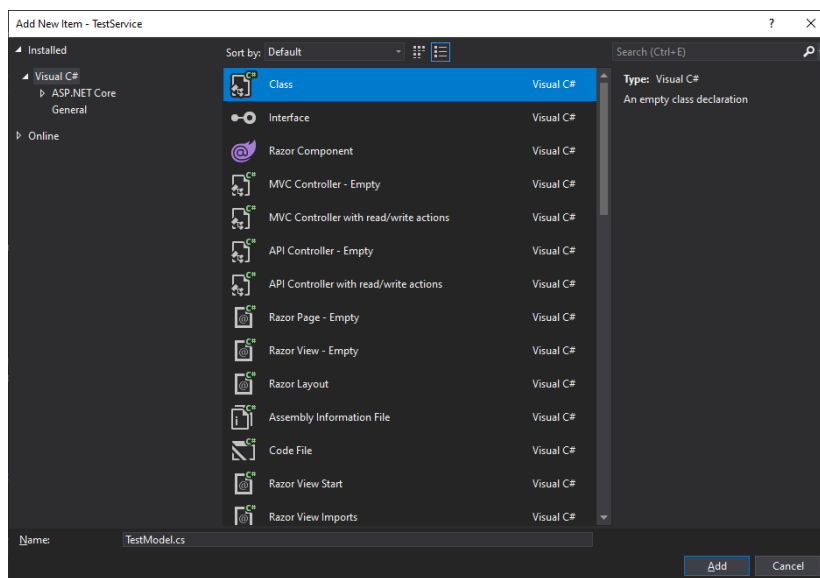 Add New Item - TestService
Installed
Sort by: Default
Search (Ctrl+E)
Visual C#
ASP.NET Core
General
Online
C# Class Visual C#
Interface Visual C#
Razor Component Visual C#
C# MVC Controller - Empty Visual C#
C# MVC Controller with read/write actions Visual C#
C# API Controller - Empty Visual C#
C# API Controller with read/write actions Visual C#
C# Razor Page - Empty Visual C#
C# Razor View - Empty Visual C#
C# Razor Layout Visual C#
C# Assembly Information File Visual C#
C# Code File Visual C#
C# Razor View Start Visual C#
C# Razor View Imports Visual C#
Type: Visual C#
An empty class declaration
Name: TestModel.cs
Add Cancel